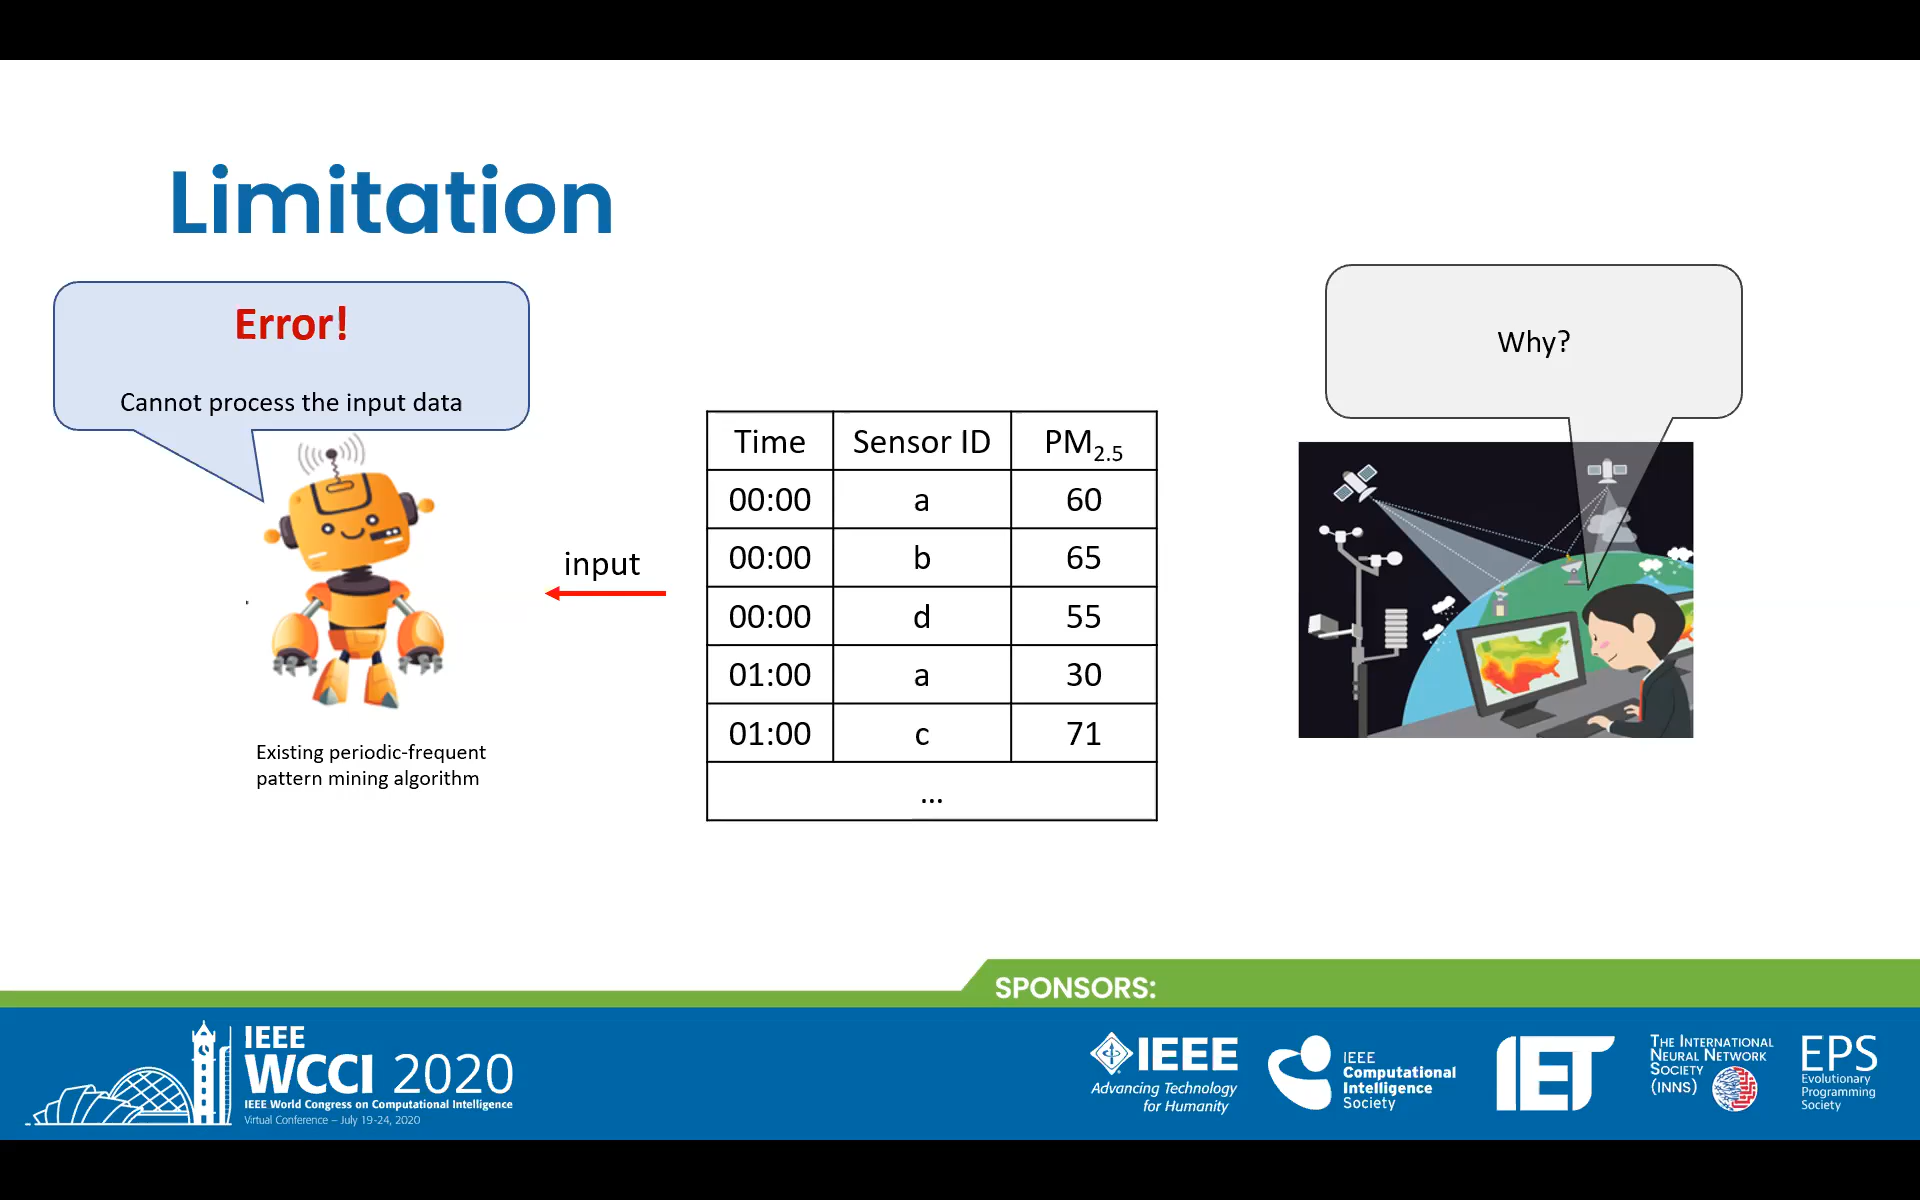 Limitation
Error!
Cannot process the input data
Why?
input
Time Sensor ID PM2.5
00:00 a 60
00:00 b 65
00:00 d 55
01:00 a 30
01:00 c 71
...
Existing periodic-frequent
pattern mining algorithm
SPONSORS:
IEEE
WCCI 2020
IEEE World Congress on Computational Intelligence
Virtual Conference – July 19-24, 2020
IEEE
Advancing Technology
for Humanity
IEEE
Computational
Intelligence
Society
IET
THE INTERNATIONAL
NEURAL NETWORK
SOCIETY
(INNS)
EPS
Evolutionary
Programming
Society